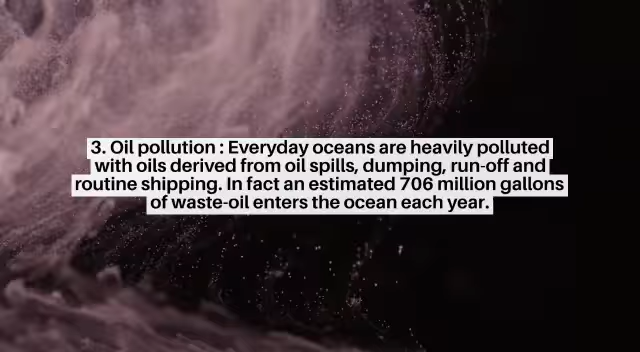 3. Oil pollution : Everyday oceans are heavily polluted
with oils derived from oil spills, dumping, run-off and
routine shipping. In fact an estimated 706 million gallons
of waste-oil enters the ocean each year.